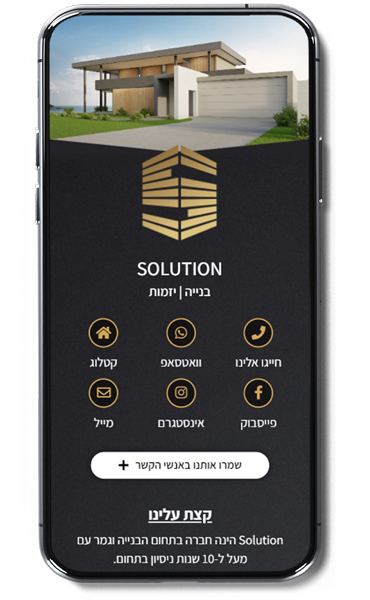 SOLUTION
בנייה | יזמות
חייגו אלינו
וואטסאפ
קטלוג
פייסבוק
אינסטגרם
מייל
שמרו אותנו באנשי הקשר +
קצת עלינו
Solution הינה חברה בתחום הבנייה וגמר עם
מעל ל-10 שנות ניסיון בתחום.